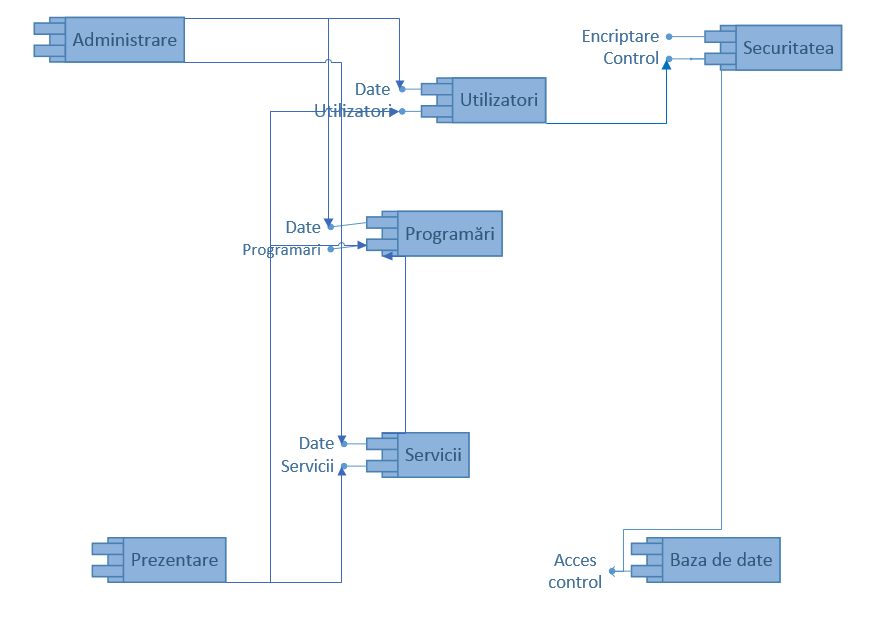 Administrare
Encriptare
Control
Securitatea
Date
Utilizatori
Utilizatori
Date
Programari
Programări
Date
Servicii
Servicii
Prezentare
Acces
control
Baza de date